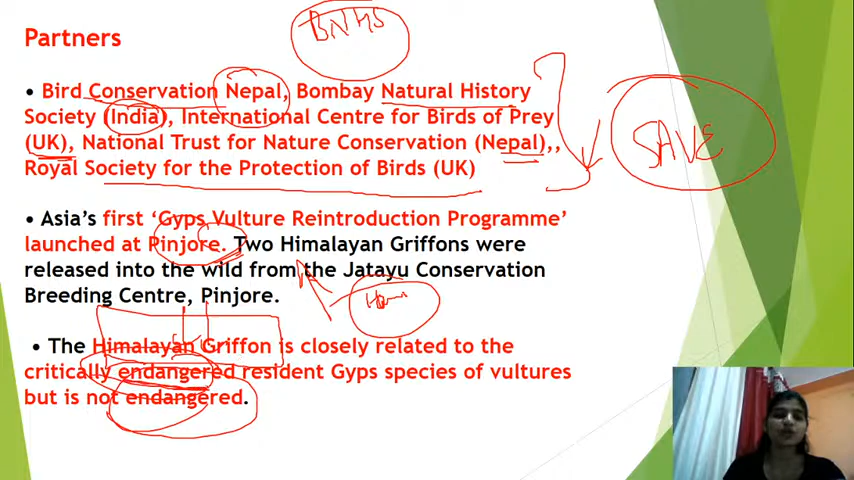 BNHS
Partners
• Bird Conservation Nepal, Bombay Natural History
Society (India), International Centre for Birds of Prey
(UK), National Trust for Nature Conservation (Nepal),,
Royal Society for the Protection of Birds (UK)
SAVE
• Asia's first ‘Gyps Vulture Reintroduction Programme’
launched at Pinjore. Two Himalayan Griffons were
released into the wild from the Jatayu Conservation
Breeding Centre, Pinjore.
• The Himalayan Griffon is closely related to the
critically endangered resident Gyps species of vultures
but is not endangered.